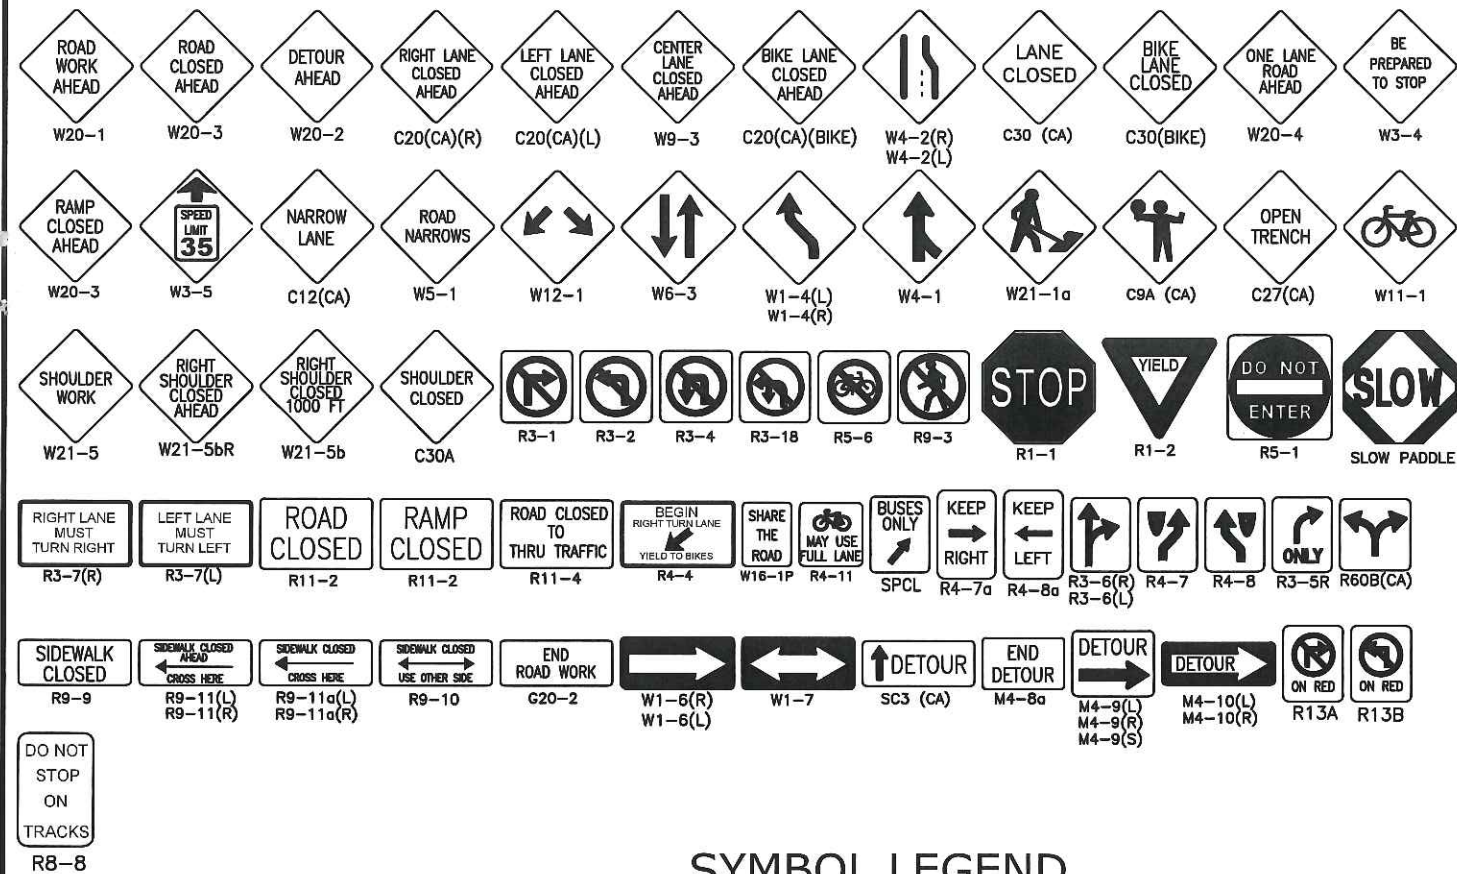 ROAD
WORK
AHEAD
W20-1
ROAD
CLOSED
AHEAD
W20-3
DETOUR
AHEAD
W20-2
RIGHT LANE
CLOSED
AHEAD
C20(CA)(R)
LEFT LANE
CLOSED
AHEAD
C20(CA)(L)
CENTER
LANE
CLOSED
AHEAD
W9-3
BIKE LANE
CLOSED
AHEAD
C20(CA)(BIKE)
W4-2(R)
W4-2(L)
LANE
CLOSED
C30 (CA)
BIKE
LANE
CLOSED
C30(BIKE)
ONE LANE
ROAD
AHEAD
W20-4
BE
PREPARED
TO STOP
W3-4
RAMP
CLOSED
AHEAD
W20-3
SPEED
LIMIT
35
W3-5
NARROW
LANE
C12(CA)
ROAD
NARROWS
W5-1
W12-1
W6-3
W1-4(L)
W1-4(R)
W4-1
W21-1a
C9A (CA)
OPEN
TRENCH
C27(CA)
W11-1
SHOULDER
WORK
W21-5
RIGHT
SHOULDER
CLOSED
AHEAD
W21-5bR
RIGHT
SHOULDER
CLOSED
1000 FT
W21-5b
SHOULDER
CLOSED
C30A
R3-1
R3-2
R3-4
R3-18
R5-6
R9-3
STOP
R1-1
YIELD
R1-2
DO NOT
ENTER
R5-1
SLOW
SLOW PADDLE
RIGHT LANE
MUST
TURN RIGHT
R3-7(R)
LEFT LANE
MUST
TURN LEFT
R3-7(L)
ROAD
CLOSED
R11-2
RAMP
CLOSED
R11-2
ROAD CLOSED
TO
THRU TRAFFIC
R11-4
BEGIN
RIGHT TURN LANE
YIELD TO BIKES
R4-4
SHARE
THE
ROAD
W16-1P
MAY USE
FULL LANE
R4-11
BUSES
ONLY
SPCL
KEEP
RIGHT
R4-7a
KEEP
LEFT
R4-8a
R3-6(R)
R3-6(L)
R4-7
R4-8
ONLY
R3-5R
R60B(CA)
SIDEWALK
CLOSED
R9-9
SIDEWALK CLOSED
AHEAD
CROSS HERE
R9-11(L)
R9-11(R)
SIDEWALK CLOSED
CROSS HERE
R9-11a(L)
R9-11a(R)
SIDEWALK CLOSED
USE OTHER SIDE
R9-10
END
ROAD WORK
G20-2
W1-6(R)
W1-6(L)
W1-7
DETOUR
SC3 (CA)
END
DETOUR
M4-8a
DETOUR
M4-9(L)
M4-9(R)
M4-9(S)
DETOUR
M4-10(L)
M4-10(R)
ON RED
R13A
ON RED
R13B
DO NOT
STOP
ON
TRACKS
R8-8
SYMBOL LEGEND